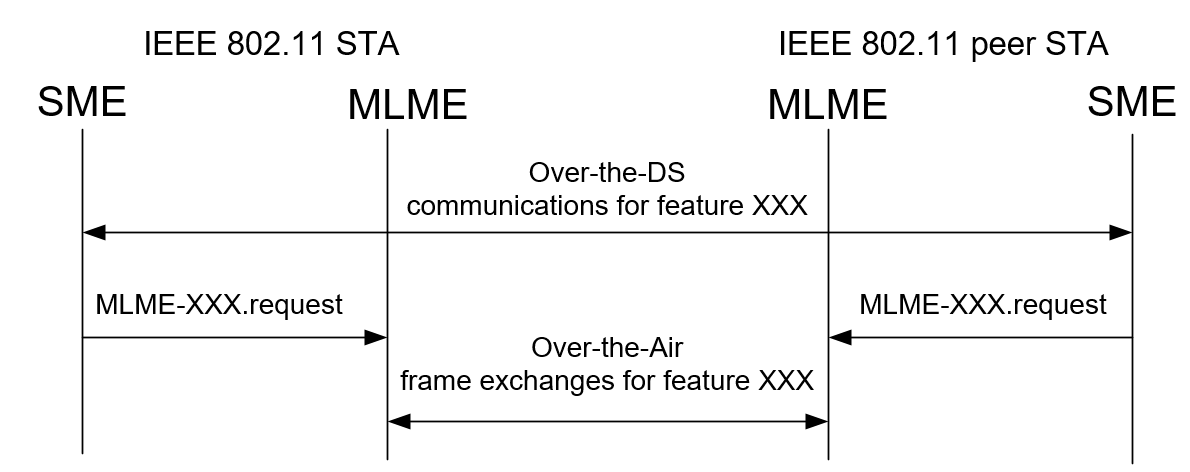 IEEE 802.11 STA
IEEE 802.11 peer STA
SME
MLME
MLME
SME
Over-the-DS
communications for feature XXX
MLME-XXX.request
MLME-XXX.request
Over-the-Air
frame exchanges for feature XXX